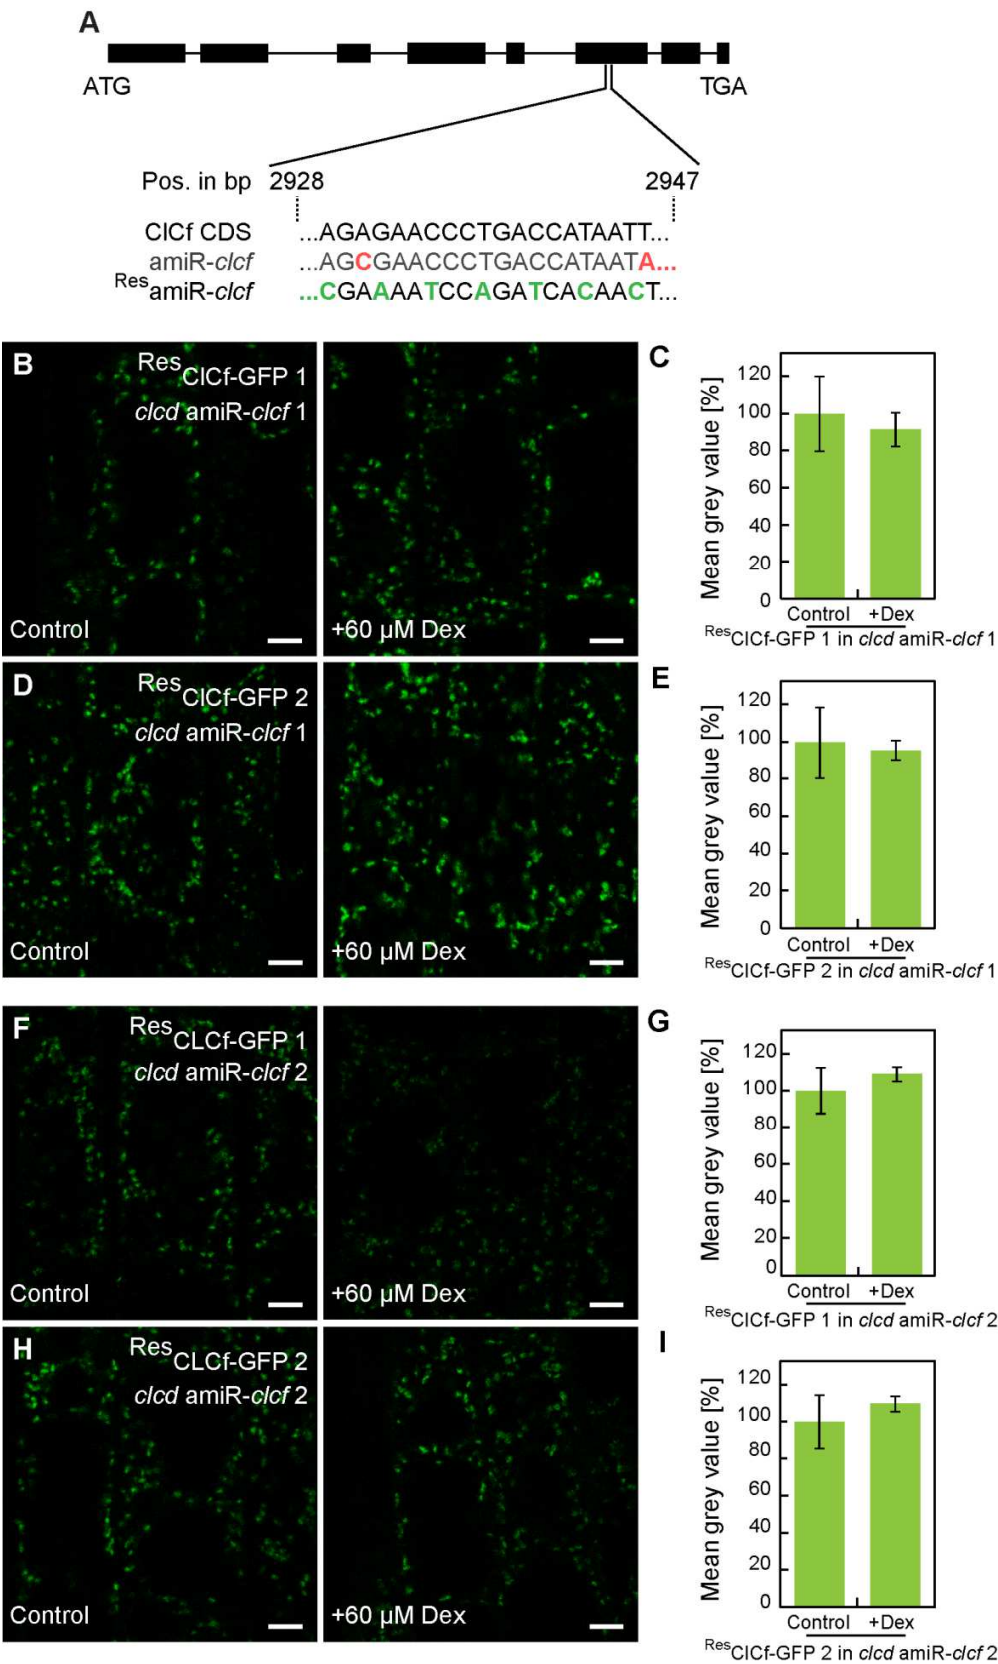 A
ATG TGA
Pos. in bp 2928 2947
ClCf CDS ...AGAGAACCCTGACCATAATT...
amiR-clcf ...AGCGAACCCTGACCATAATA...
ResamiR-clcf ...CGAAAATCCAGATCACAACT...
B
ResClCf-GFP 1
clcd amiR-clcf 1
Control
+60 µM Dex
C
Mean grey value [%]
120
100
80
60
40
20
0
Control +Dex
ResClCf-GFP 1 in clcd amiR-clcf 1
D
ResClCf-GFP 2
clcd amiR-clcf 1
Control
+60 µM Dex
E
Mean grey value [%]
120
100
80
60
40
20
0
Control +Dex
ResClCf-GFP 2 in clcd amiR-clcf 1
F
ResCLCf-GFP 1
clcd amiR-clcf 2
Control
+60 µM Dex
G
Mean grey value [%]
120
100
80
60
40
20
0
Control +Dex
ResClCf-GFP 1 in clcd amiR-clcf 2
H
ResCLCf-GFP 2
clcd amiR-clcf 2
Control
+60 µM Dex
I
Mean grey value [%]
120
100
80
60
40
20
0
Control +Dex
ResClCf-GFP 2 in clcd amiR-clcf 2